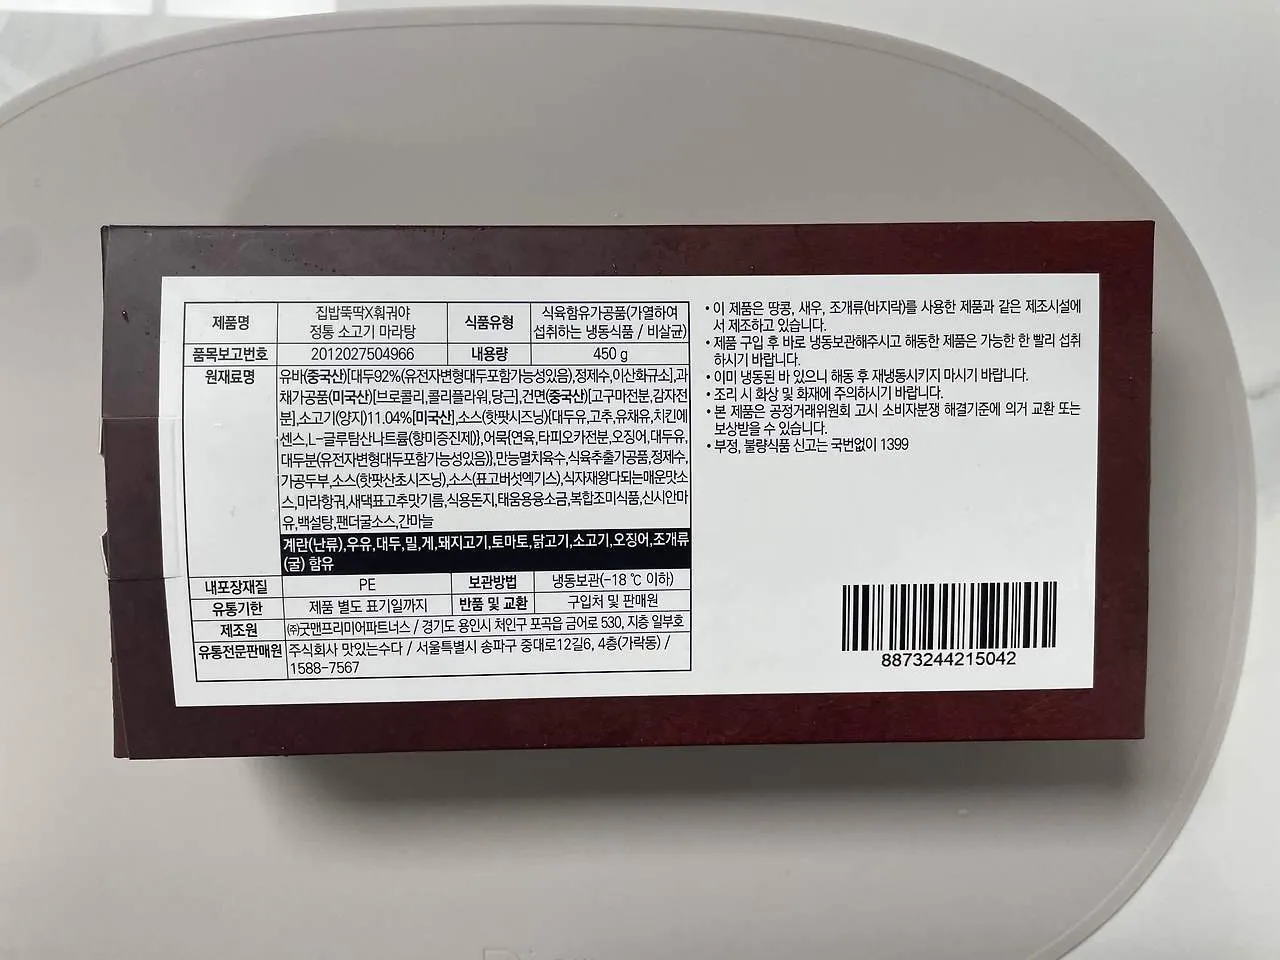 제품명
집밥뚝딱X훠궈야
정통 소고기 마라탕
식품유형
식육함유가공품(가열하여
섭취하는 냉동식품 / 비살균)
품목보고번호
2012027504966
내용량
450 g
원재료명
유바(중국산)[대두92%(유전자변형대두포함가능성있음),정제수,이산화규소],과
채가공품(미국산)[브로콜리,콜리플라워,당근],건면(중국산)[고구마전분,감자전
분],소고기(양지)11.04%[미국산],소스(핫팟시즈닝){대두유,고추,유채유,치킨에
센스,L-글루탐산나트륨(향미증진제)},어묵{연육,타피오카전분,오징어,대두유,
대두분(유전자변형대두포함가능성있음)},만능멸치육수,식육추출가공품,정제수,
가공두부,소스(핫팟산초시즈닝),소스(표고버섯엑기스),식자재왕다되는매운맛소
스,마라항궈,새댁표고추맛기름,식용돈지,태움용융소금,복합조미식품,신시안마
유,백설탕,팬더굴소스,간마늘
계란(난류),우유,대두,밀,게,돼지고기,토마토,닭고기,소고기,오징어,조개류
(굴) 함유
내포장재질
PE
보관방법
냉동보관(-18 ℃ 이하)
유통기한
제품 별도 표기일까지
반품 및 교환
구입처 및 판매원
제조원
㈜굿맨프리미어파트너스 / 경기도 용인시 처인구 포곡읍 금어로 530, 지층 일부호
유통전문판매원
주식회사 맛있는수다 / 서울특별시 송파구 중대로12길6, 4층(가락동) /
1588-7567
• 이 제품은 땅콩, 새우, 조개류(바지락)를 사용한 제품과 같은 제조시설에
서 제조하고 있습니다.
• 제품 구입 후 바로 냉동보관해주시고 해동한 제품은 가능한 한 빨리 섭취
하시기 바랍니다.
• 이미 냉동된 바 있으니 해동 후 재냉동시키지 마시기 바랍니다.
• 조리 시 화상 및 화재에 주의하시기 바랍니다.
• 본 제품은 공정거래위원회 고시 소비자분쟁 해결기준에 의거 교환 또는
보상받을 수 있습니다.
• 부정, 불량식품 신고는 국번없이 1399
8873244215042